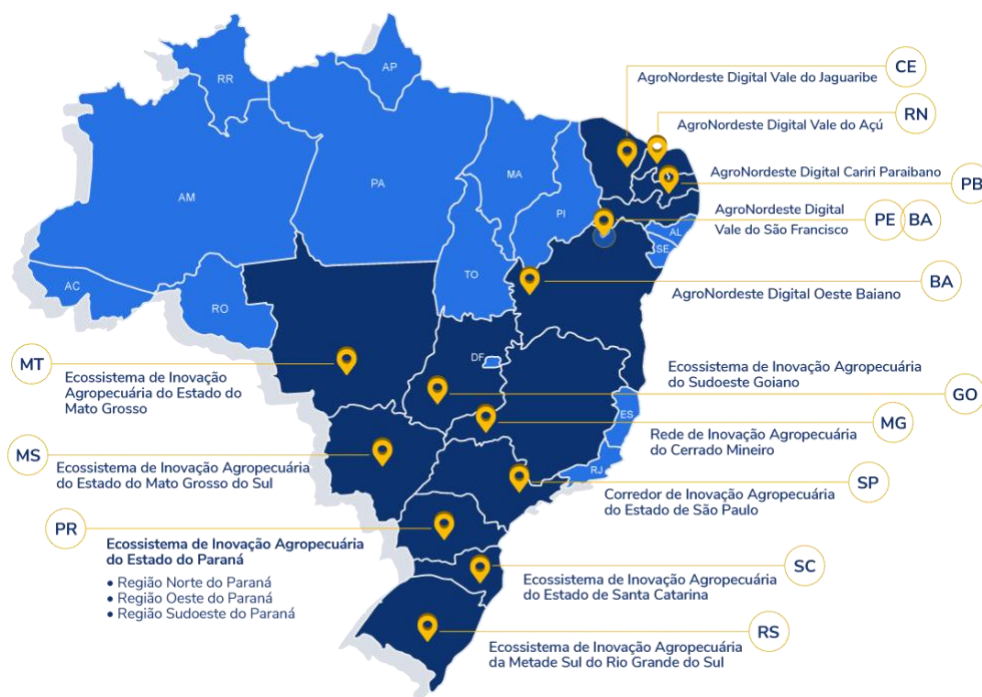 RR
AP
AM
PA
MA
PI
AC
RO
TO
AL
SE
DF
ES
RJ
AgroNordeste Digital Vale do Jaguaribe
CE
AgroNordeste Digital Vale do Açú
RN
AgroNordeste Digital Cariri Paraibano
PB
AgroNordeste Digital
Vale do São Francisco
PE
BA
AgroNordeste Digital Oeste Baiano
BA
MT
Ecossistema de Inovação
Agropecuária do Estado do
Mato Grosso
Ecossistema de Inovação Agropecuária
do Sudoeste Goiano
GO
MS
Ecossistema de Inovação Agropecuária
do Estado do Mato Grosso do Sul
Rede de Inovação Agropecuária
do Cerrado Mineiro
MG
Corredor de Inovação Agropecuária
do Estado de São Paulo
SP
PR
Ecossistema de Inovação Agropecuária
do Estado do Paraná
• Região Norte do Paraná
• Região Oeste do Paraná
• Região Sudoeste do Paraná
Ecossistema de Inovação Agropecuária
do Estado de Santa Catarina
SC
Ecossistema de Inovação Agropecuária
da Metade Sul do Rio Grande do Sul
RS